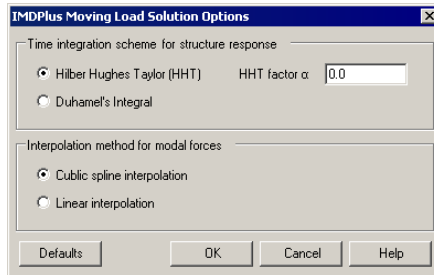 IMDPlus Moving Load Solution Options
Time integration scheme for structure response
Hilber Hughes Taylor (HHT) HHT factor α 0.0
Duhamel's Integral
Interpolation method for modal forces
Cublic spline interpolation
Linear interpolation
Defaults OK Cancel Help